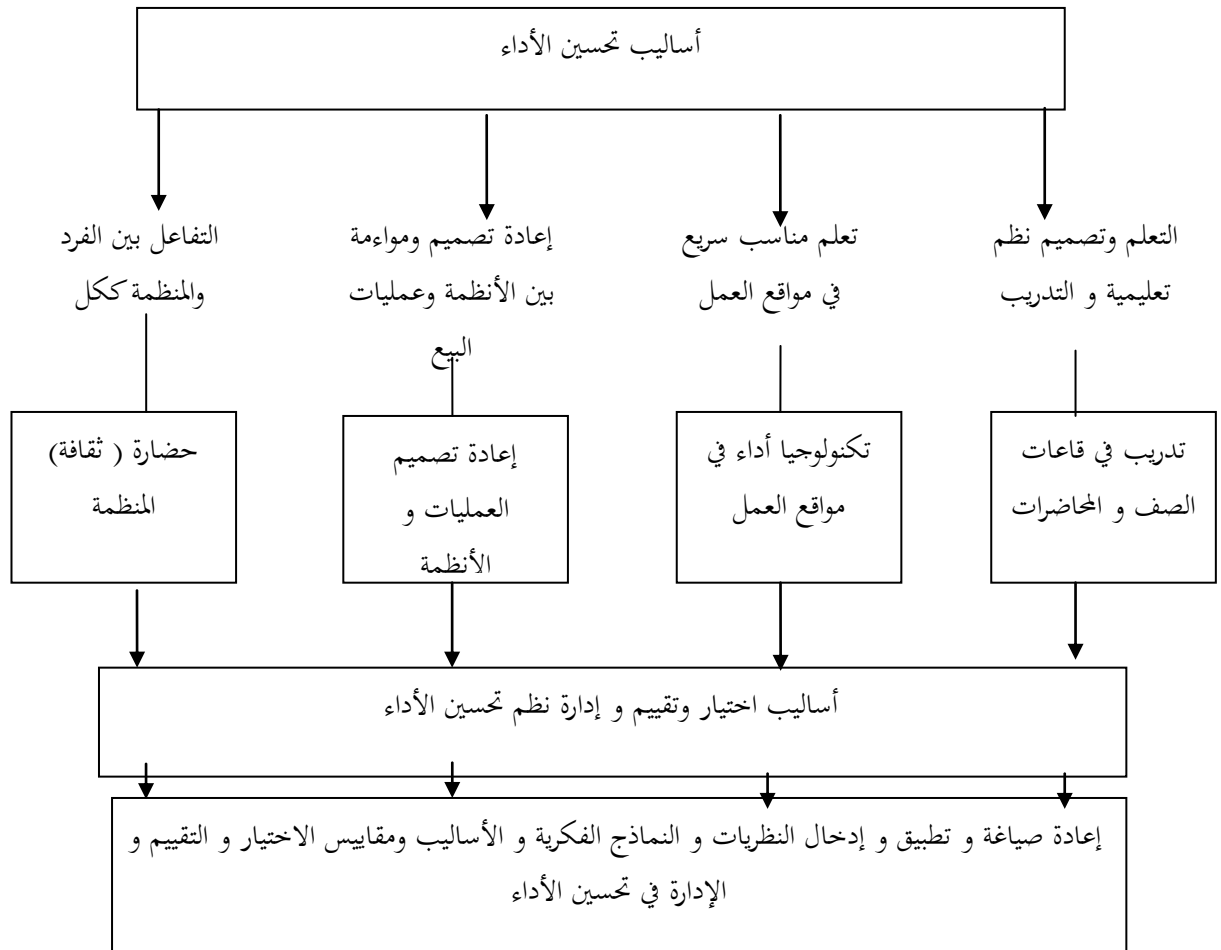 أساليب تحسين الأداء
التعلم وتصميم نظم
تعليمية و التدريب
تعلم مناسب سريع
في مواقع العمل
إعادة تصميم ومواءمة
بين الأنظمة وعمليات
البيع
التفاعل بين الفرد
والمنظمة ككل
تدريب في قاعات
الصف و المحاضرات
تكنولوجيا أداء في
مواقع العمل
إعادة تصميم
العمليات و
الأنظمة
حضارة ( ثقافة)
المنظمة
أساليب اختيار وتقييم و إدارة نظم تحسين الأداء
إعادة صياغة و تطبيق و إدخال النظريات و النماذج الفكرية و الأساليب ومقاييس الاختيار و التقييم و
الإدارة في تحسين الأداء